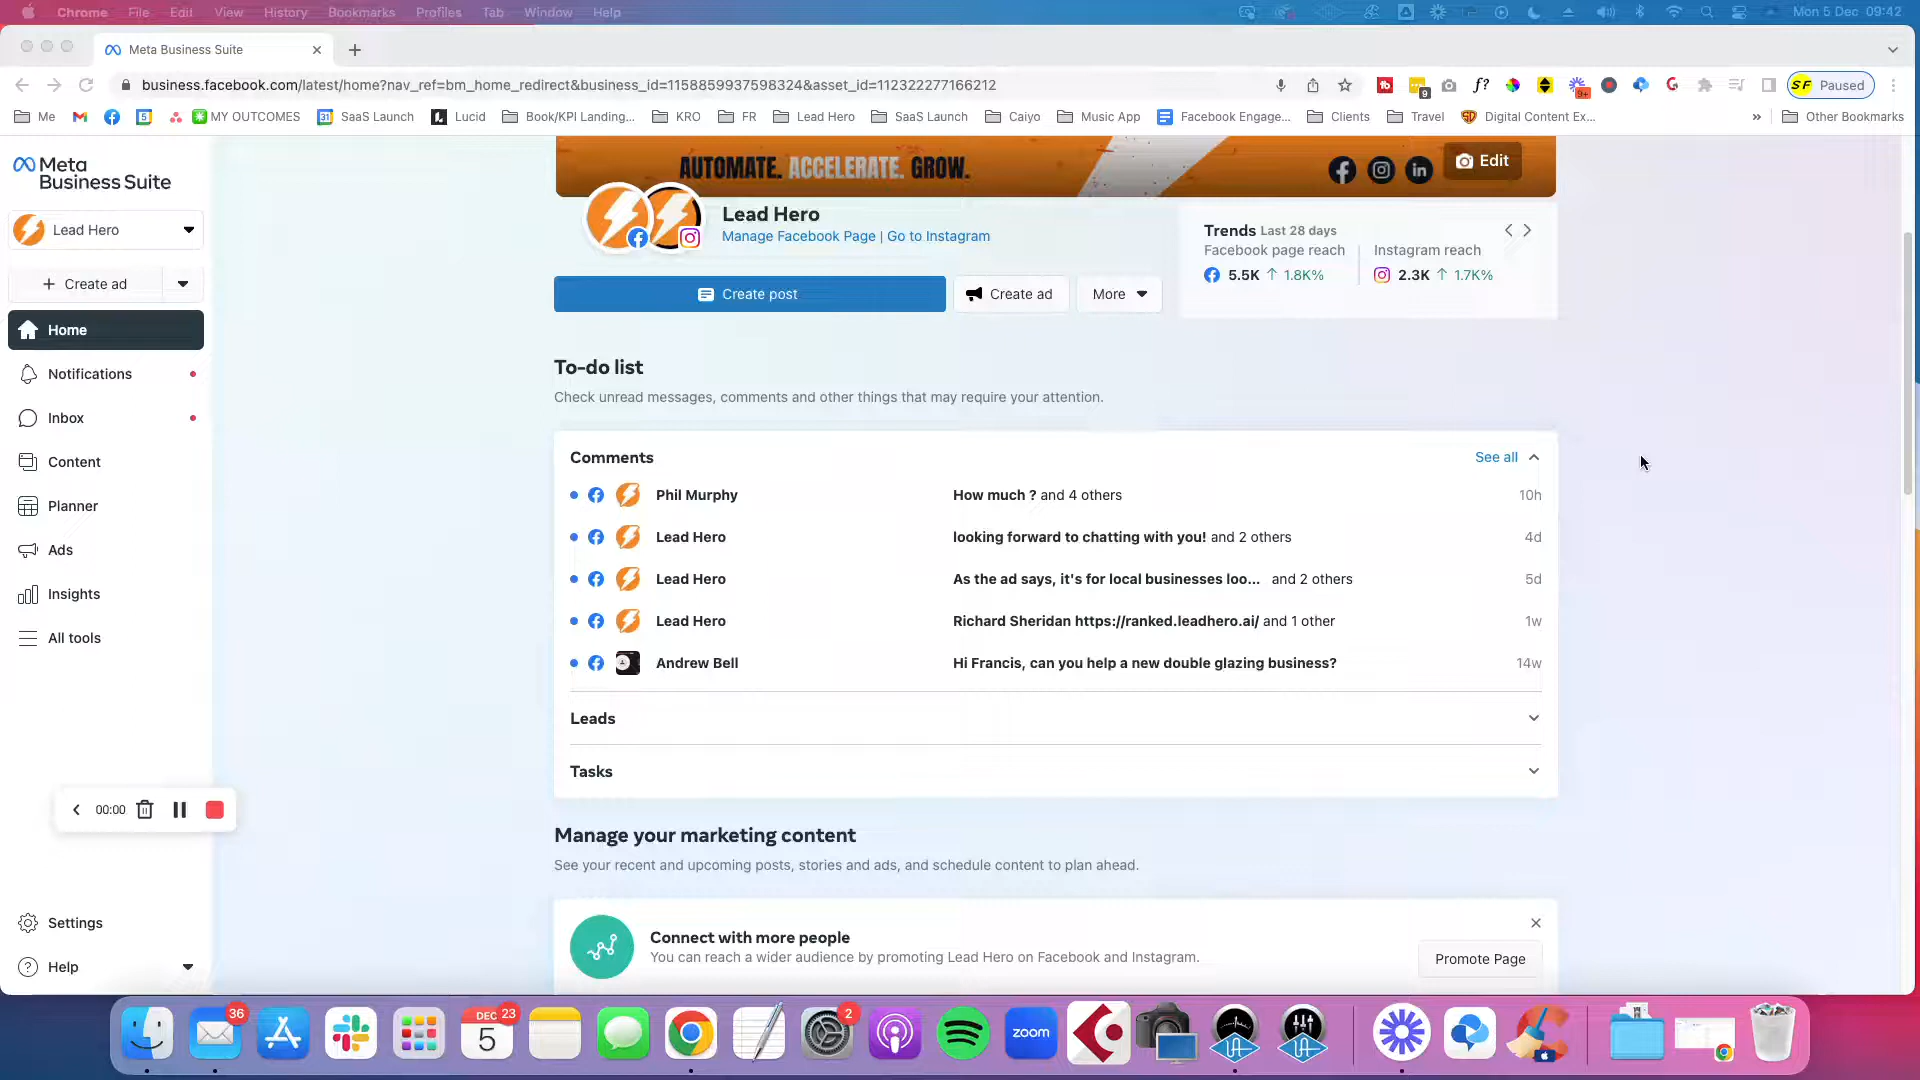 Chrome File Edit View History Bookmarks Profiles Tab Window Help Mon 5 Dec 09:42
Meta Business Suite
business.facebook.com/latest/home?nav_ref=bm_home_redirect&business_id=1158859937598324&asset_id=112322277166212
9 f? 9+ SF Paused
Me 5 MY OUTCOMES 31 SaaS Launch Lucid Book/KPI Landing... KRO FR Lead Hero SaaS Launch Caiyo Music App Facebook Engage... Clients Travel Digital Content Ex... » Other Bookmarks
Meta
Business Suite
Lead Hero
+ Create ad
Home
Notifications
Inbox
Content
Planner
Ads
Insights
All tools
00:00
Settings
Help
AUTOMATE. ACCELERATE. GROW.
Edit
Lead Hero
Manage Facebook Page | Go to Instagram
Create post Create ad More
Trends Last 28 days
Facebook page reach Instagram reach
5.5K ↑ 1.8K% 2.3K ↑ 1.7K%
To-do list
Check unread messages, comments and other things that may require your attention.
Comments See all
Phil Murphy How much ? and 4 others 10h
Lead Hero looking forward to chatting with you! and 2 others 4d
Lead Hero As the ad says, it's for local businesses loo... and 2 others 5d
Lead Hero Richard Sheridan https://ranked.leadhero.ai/ and 1 other 1w
Andrew Bell Hi Francis, can you help a new double glazing business? 14w
Leads
Tasks
Manage your marketing content
See your recent and upcoming posts, stories and ads, and schedule content to plan ahead.
Connect with more people
You can reach a wider audience by promoting Lead Hero on Facebook and Instagram.
Promote Page
36 DEC 23 5 2 zoom